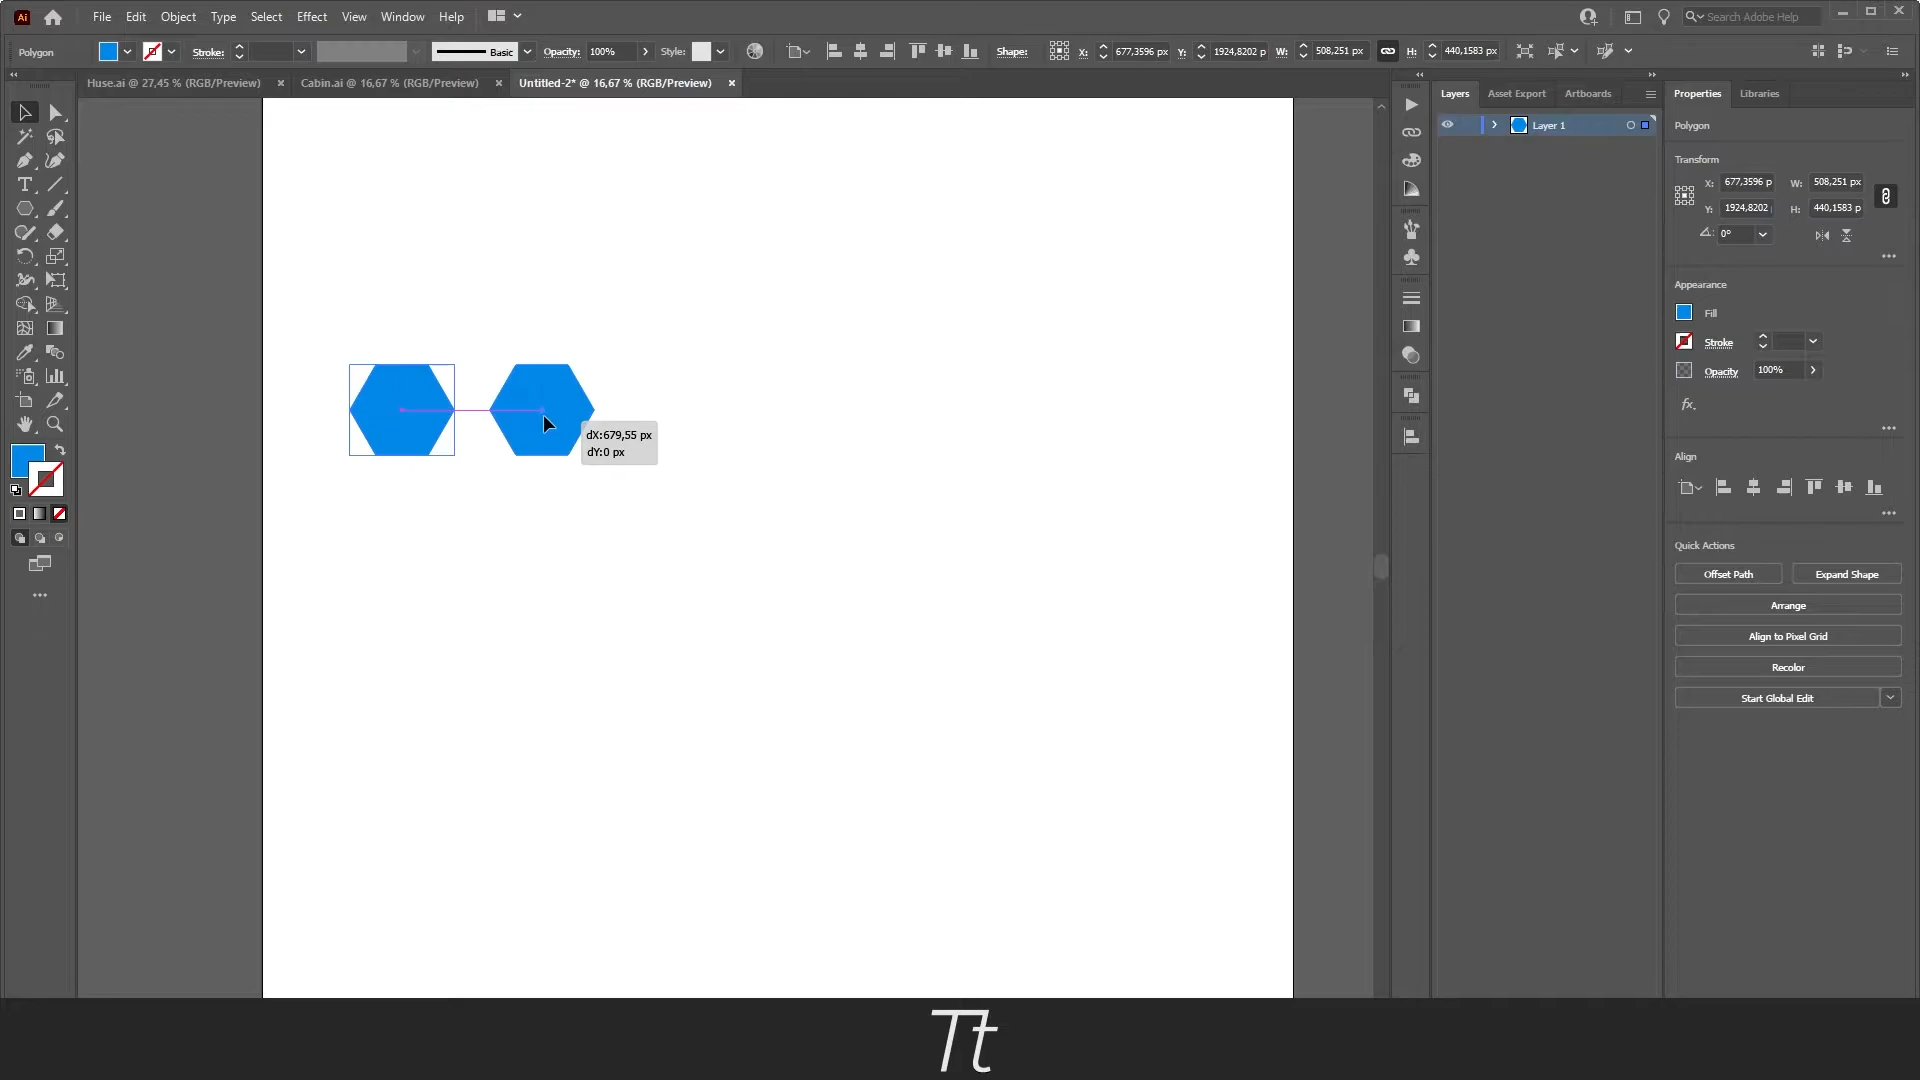 Ai File Edit Object Type Select Effect View Window Help Search Adobe Help
Polygon Stroke: Basic Opacity: 100% Style: Shape: X: 677,3596 px Y: 1924,8202 p W: 508,251 px H: 440,1583 px
Huse.ai @ 27,45 % (RGB/Preview) Cabin.ai @ 16,67 % (RGB/Preview) Untitled-2* @ 16,67 % (RGB/Preview)
Layers Asset Export Artboards Properties Libraries
Layer 1
Polygon
Transform
X: 677,3596 p W: 508,251 px
Y: 1924,8202 H: 440,1583 p
0°
Appearance
Fill
Stroke
Opacity 100%
fx.
dX:679,55 px
dY:0 px
Align
Quick Actions
Offset Path Expand Shape
Arrange
Align to Pixel Grid
Recolor
Start Global Edit
Tt